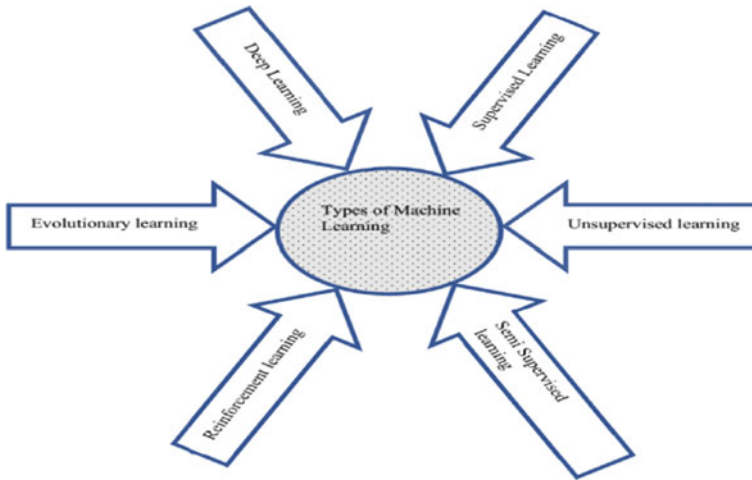 Deep Learning
Supervised Learning
Evolutionary learning
Types of Machine
Learning
Unsupervised learning
Reinforcement learning
Semi Supervised
learning